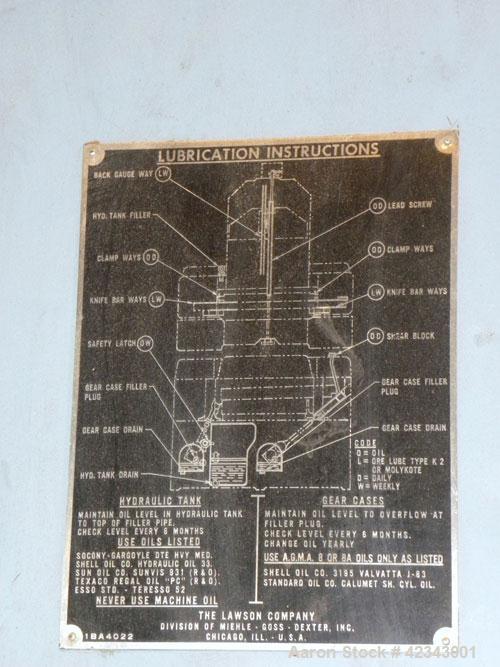 LUBRICATION INSTRUCTIONS
BACK GAUGE WAY LW
HYD. TANK FILLER
CLAMP WAYS OD
KNIFE BAR WAYS LW
SAFETY LATCH OW
GEAR CASE FILLER
PLUG
GEAR CASE DRAIN
HYD. TANK DRAIN
OD LEAD SCREW
OD CLAMP WAYS
LW KNIFE BAR WAYS
OD SHEAR BLOCK
GEAR CASE FILLER
PLUG
GEAR CASE DRAIN
CODE
O = OIL
L = ORE LUBE TYPE K 2
OR MOLYKOTE
D = DAILY
W = WEEKLY
HYDRAULIC TANK
MAINTAIN OIL LEVEL IN HYDRAULIC TANK
TO TOP OF FILLER PIPE.
CHECK LEVEL EVERY 6 MONTHS
USE OILS LISTED
SOCONY-GARGOYLE DTE HVY MED.
SHELL OIL CO. HYDRAULIC OIL 33.
SUN OIL CO. SUNVIS 931 (R & O).
TEXACO REGAL OIL "PC" (R & O).
ESSO STD. - TERESSO 52
NEVER USE MACHINE OIL
GEAR CASES
MAINTAIN OIL LEVEL TO OVERFLOW AT
FILLER PLUG.
CHECK LEVEL EVERY 6 MONTHS.
CHANGE OIL YEARLY
USE A.G.M.A. 8 OR 8A OILS ONLY AS LISTED
SHELL OIL CO. 3195 VALVATTA J-83
STANDARD OIL CO. CALUMET SH. CYL. OIL.
THE LAWSON COMPANY
DIVISION OF MIEHLE - GOSS - DEXTER, INC.
CHICAGO, ILL. - U.S.A.
1BA4022
Aaron Stock # 42343001